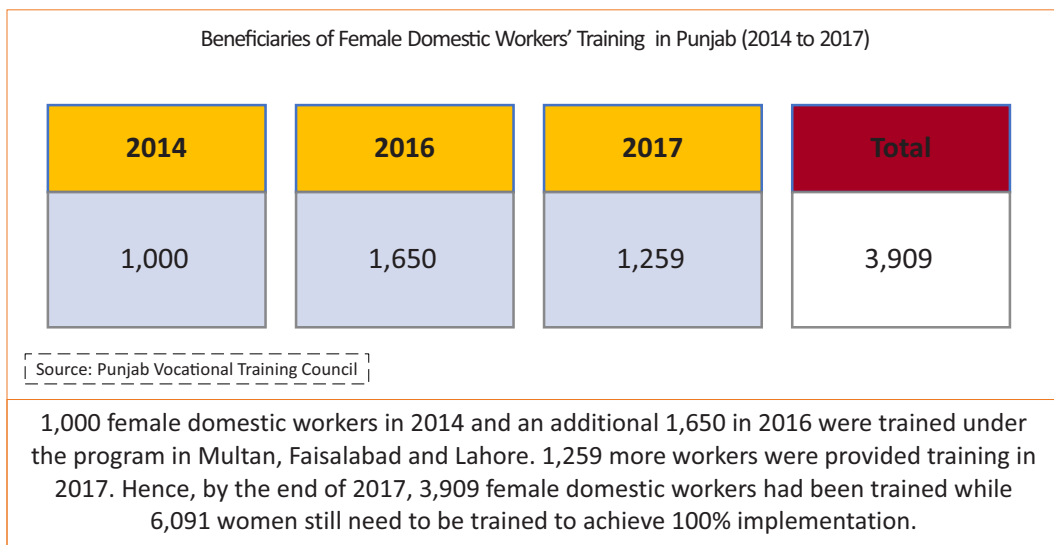 Beneficiaries of Female Domestic Workers’ Training in Punjab (2014 to 2017)
2014 2016 2017 Total
1,000 1,650 1,259 3,909
Source: Punjab Vocational Training Council
1,000 female domestic workers in 2014 and an additional 1,650 in 2016 were trained under
the program in Multan, Faisalabad and Lahore. 1,259 more workers were provided training in
2017. Hence, by the end of 2017, 3,909 female domestic workers had been trained while
6,091 women still need to be trained to achieve 100% implementation.